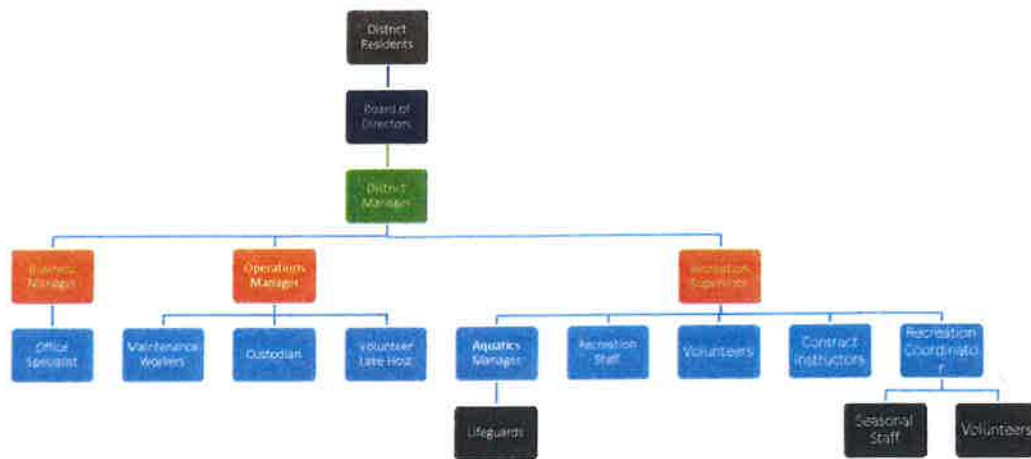 District
Residents
Board of
Directors
District
Manager
Business
Manager
Operations
Manager
Recreation
Supervisor
Office
Specialist
Maintenance
Workers
Custodian
Volunteer
Lake Host
Aquatics
Manager
Recreation
Staff
Volunteers
Contract
Instructors
Recreation
Coordinato
r
Lifeguards
Seasonal
Staff
Volunteers